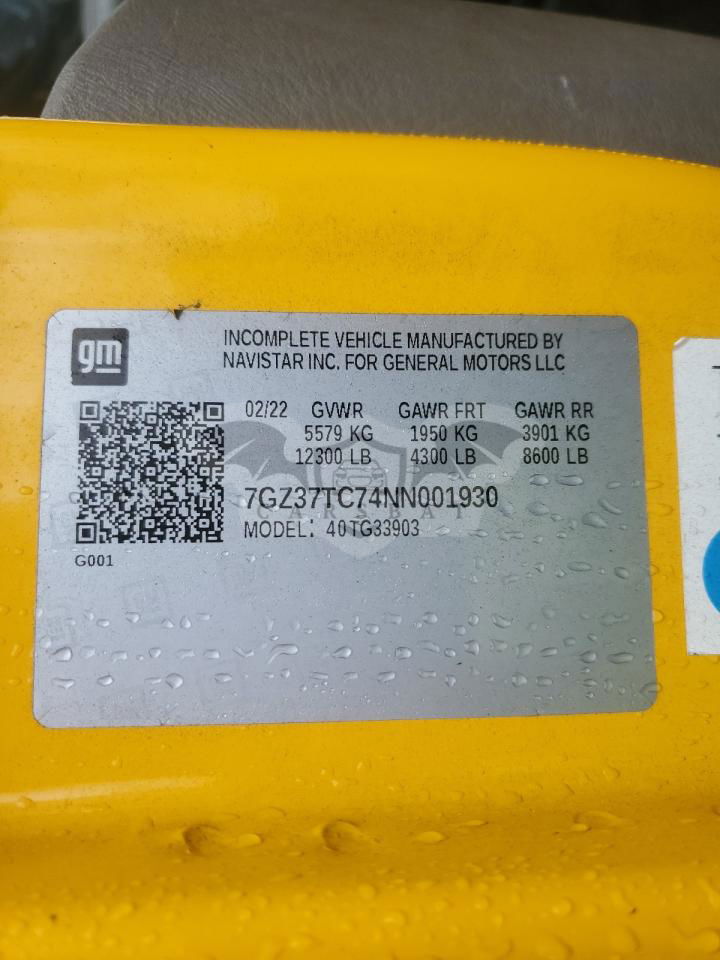 gm
INCOMPLETE VEHICLE MANUFACTURED BY
NAVISTAR INC. FOR GENERAL MOTORS LLC
02/22 GVWR GAWR FRT GAWR RR
5579 KG 1950 KG 3901 KG
12300 LB 4300 LB 8600 LB
7GZ37TC74NN001930
CARSBAT
MODEL: 40TG33903
G001